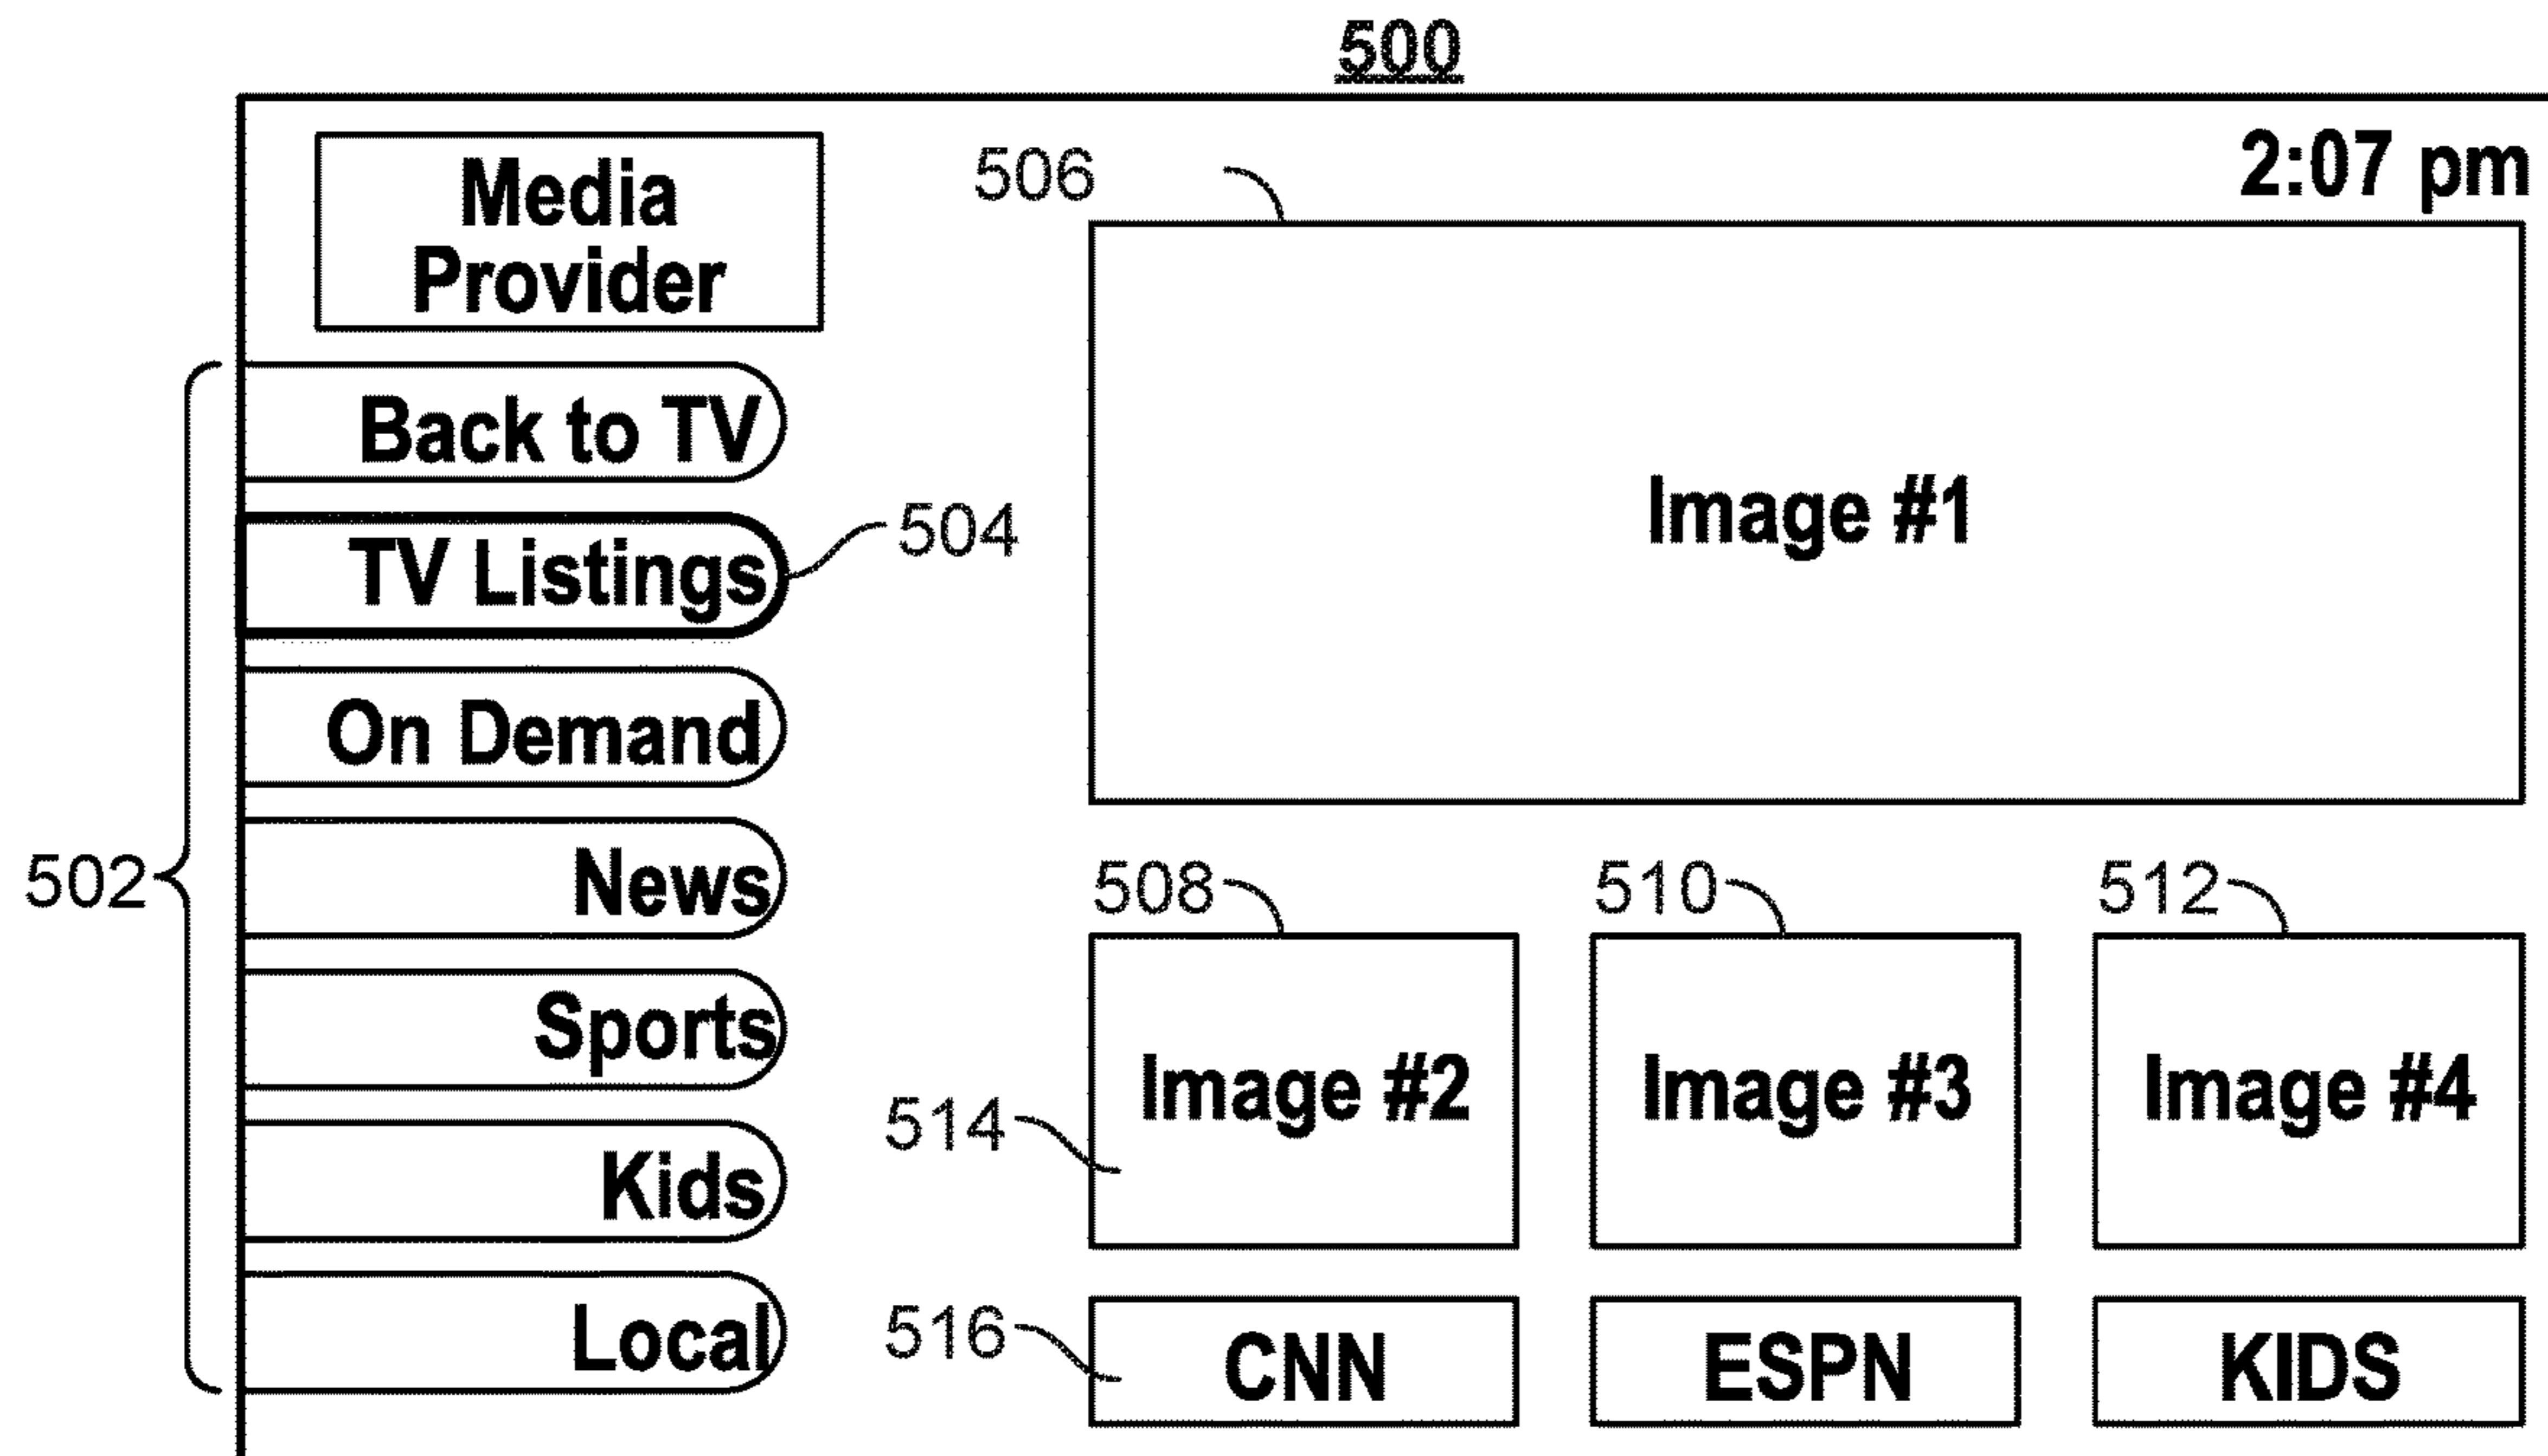 500
Media
Provider
2:07 pm
506
Image #1
Back to TV
TV Listings
504
On Demand
News
Sports
Kids
Local
502
508
510
512
Image #2
Image #3
Image #4
514
516
CNN
ESPN
KIDS